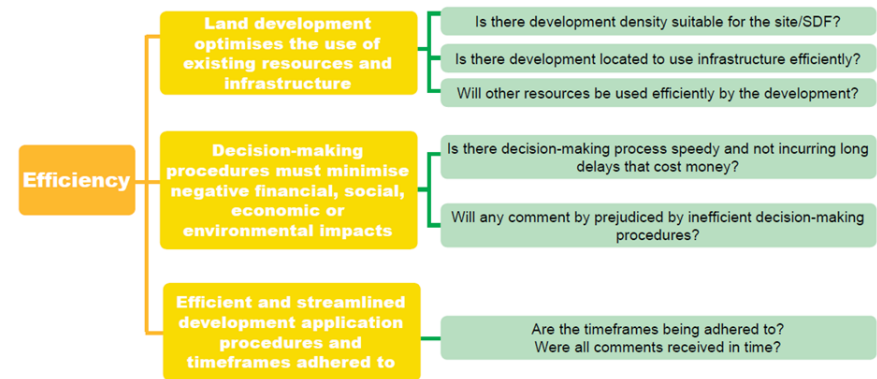 Efficiency
Land development
optimises the use of
existing resources and
infrastructure
Is there development density suitable for the site/SDF?
Is there development located to use infrastructure efficiently?
Will other resources be used efficiently by the development?
Decision-making
procedures must minimise
negative financial, social,
economic or
environmental impacts
Is there decision-making process speedy and not incurring long
delays that cost money?
Will any comment by prejudiced by inefficient decision-making
procedures?
Efficient and streamlined
development application
procedures and
timeframes adhered to
Are the timeframes being adhered to?
Were all comments received in time?